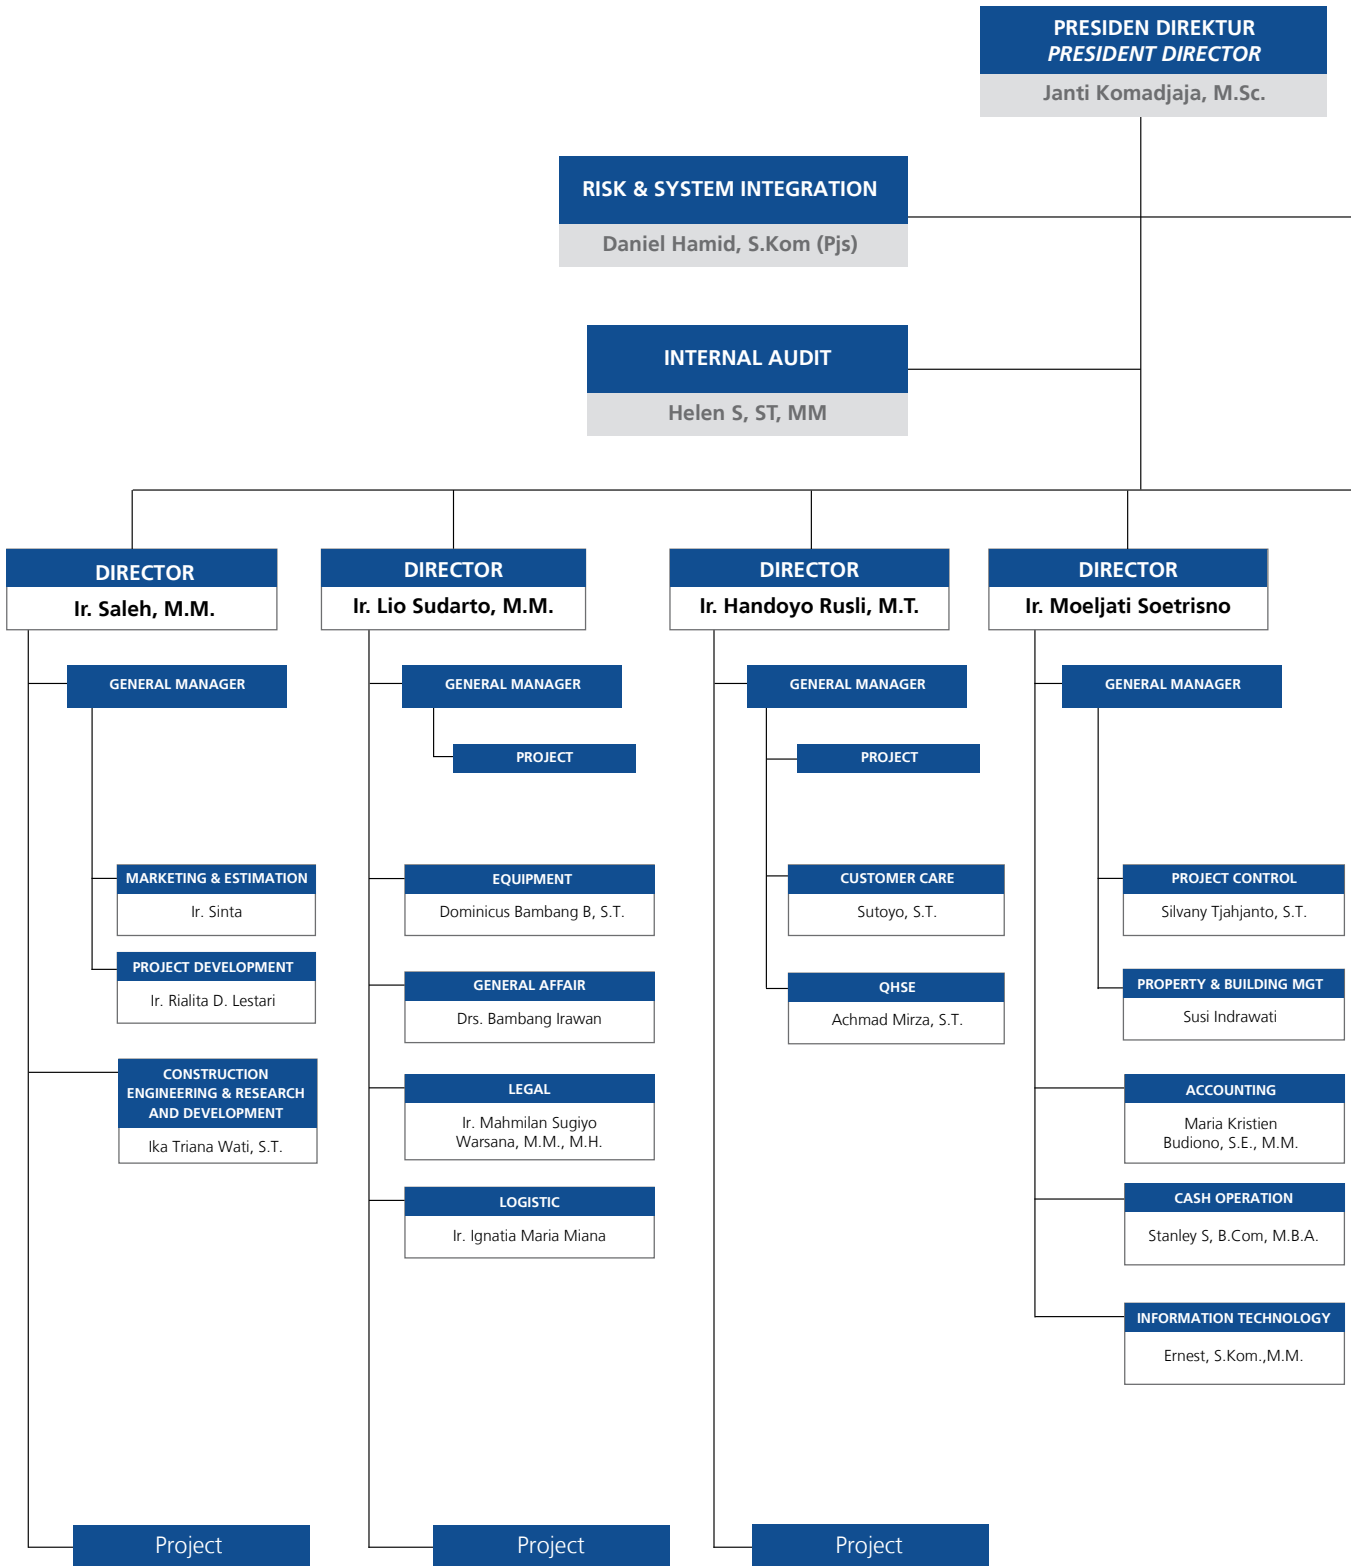 PRESIDEN DIREKTUR
PRESIDENT DIRECTOR
Janti Komadjaja, M.Sc.
RISK & SYSTEM INTEGRATION
Daniel Hamid, S.Kom (Pjs)
INTERNAL AUDIT
Helen S, ST, MM
DIRECTOR
Ir. Saleh, M.M.
GENERAL MANAGER
MARKETING & ESTIMATION
Ir. Sinta
PROJECT DEVELOPMENT
Ir. Rialita D. Lestari
CONSTRUCTION
ENGINEERING & RESEARCH
AND DEVELOPMENT
Ika Triana Wati, S.T.
Project
DIRECTOR
Ir. Lio Sudarto, M.M.
GENERAL MANAGER
PROJECT
EQUIPMENT
Dominicus Bambang B, S.T.
GENERAL AFFAIR
Drs. Bambang Irawan
LEGAL
Ir. Mahmilan Sugiyo
Warsana, M.M., M.H.
LOGISTIC
Ir. Ignatia Maria Miana
Project
DIRECTOR
Ir. Handoyo Rusli, M.T.
GENERAL MANAGER
PROJECT
CUSTOMER CARE
Sutoyo, S.T.
QHSE
Achmad Mirza, S.T.
Project
DIRECTOR
Ir. Moeljati Soetrisno
GENERAL MANAGER
PROJECT CONTROL
Silvany Tjahjanto, S.T.
PROPERTY & BUILDING MGT
Susi Indrawati
ACCOUNTING
Maria Kristien
Budiono, S.E., M.M.
CASH OPERATION
Stanley S, B.Com, M.B.A.
INFORMATION TECHNOLOGY
Ernest, S.Kom.,M.M.